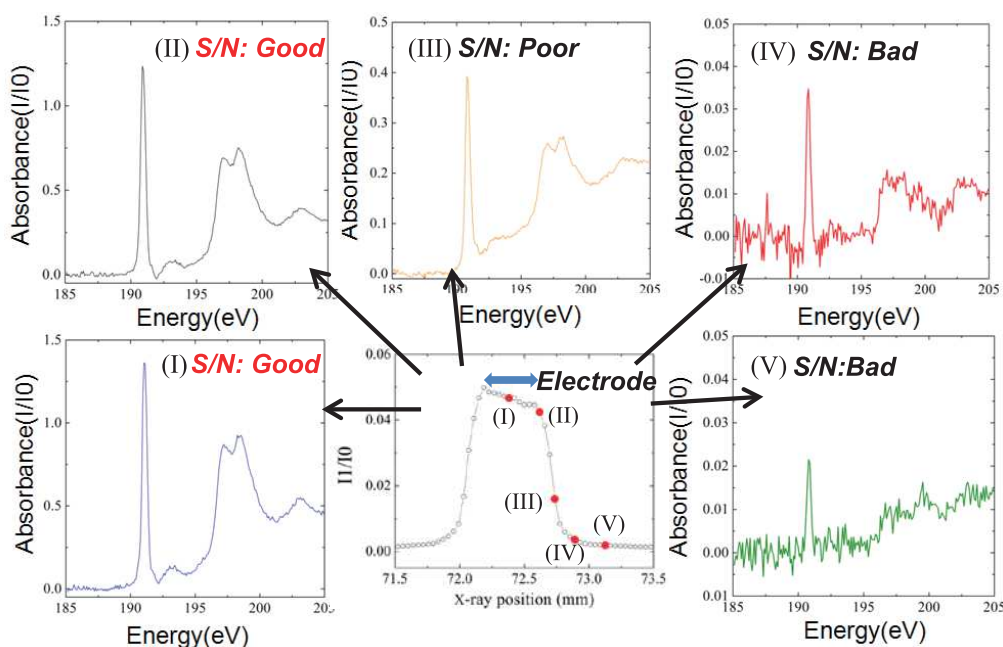 (II) S/N: Good
Absorbance(I/I0)
1.5
1.0
0.5
0.0
185 190 195 200 205
Energy(eV)
(III) S/N: Poor
Absorbance(I/I0)
0.5
0.4
0.3
0.2
0.1
0.0
185 190 195 200 205
Energy(eV)
(IV) S/N: Bad
Absorbance(I/I0)
0.05
0.04
0.03
0.02
0.01
0.00
-0.01
185 190 195 200 205
Energy(eV)
(I) S/N: Good
Absorbance(I/I0)
1.5
1.0
0.5
0.0
185 190 195 200 205
Energy(eV)
Electrode
I1/I0
0.06
0.04
0.02
0.00
(I)
(II)
(III)
(IV)
(V)
71.5 72.0 72.5 73.0 73.5
X-ray position (mm)
(V) S/N:Bad
Absorbance(I/I0)
0.05
0.04
0.03
0.02
0.01
0.00
0.01
185 190 195 200 205
Energy(eV)